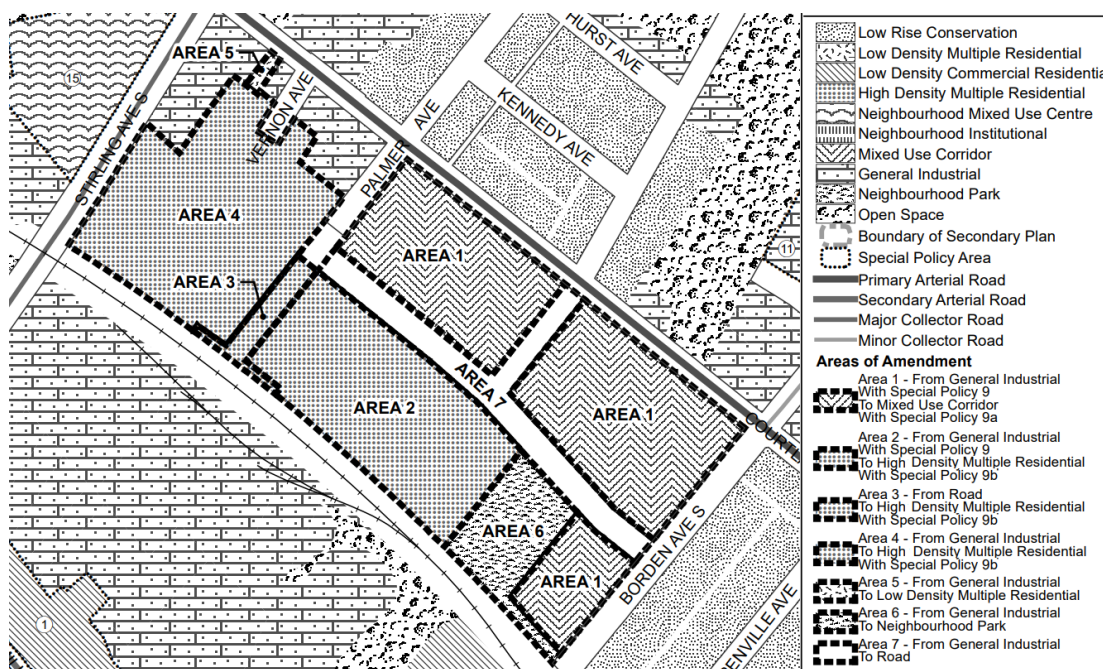 AREA 5
HURST AVE
15
VERNON AVE
AVE
KENNEDY AVE
STIRLING AVE S
PALMER
AREA 4
AREA 1
11
AREA 3
AREA 7
AREA 2
AREA 1
COURTL
AREA 6
AREA 1
BORDEN AVE S
ENVILLE AVE
1
Low Rise Conservation
Low Density Multiple Residential
Low Density Commercial Residential
High Density Multiple Residential
Neighbourhood Mixed Use Centre
Neighbourhood Institutional
Mixed Use Corridor
General Industrial
Neighbourhood Park
Open Space
Boundary of Secondary Plan
Special Policy Area
Primary Arterial Road
Secondary Arterial Road
Major Collector Road
Minor Collector Road
Areas of Amendment
Area 1 - From General Industrial
With Special Policy 9
To Mixed Use Corridor
With Special Policy 9a
Area 2 - From General Industrial
With Special Policy 9
To High Density Multiple Residential
With Special Policy 9b
Area 3 - From Road
To High Density Multiple Residential
With Special Policy 9b
Area 4 - From General Industrial
To High Density Multiple Residential
With Special Policy 9b
Area 5 - From General Industrial
To Low Density Multiple Residential
Area 6 - From General Industrial
To Neighbourhood Park
Area 7 - From General Industrial
To Road